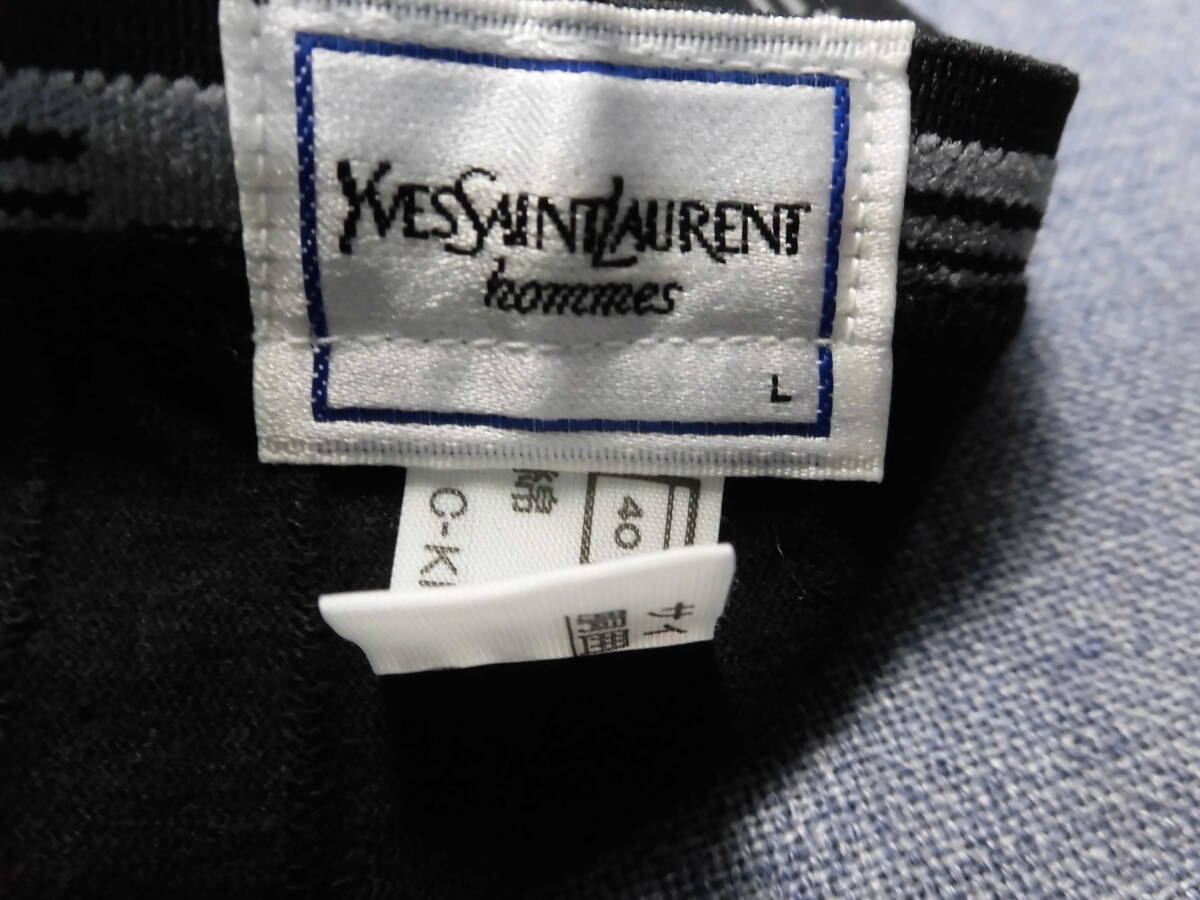 YVES SAINT LAURENT
hommes
L
綿
40
C-K
サイ